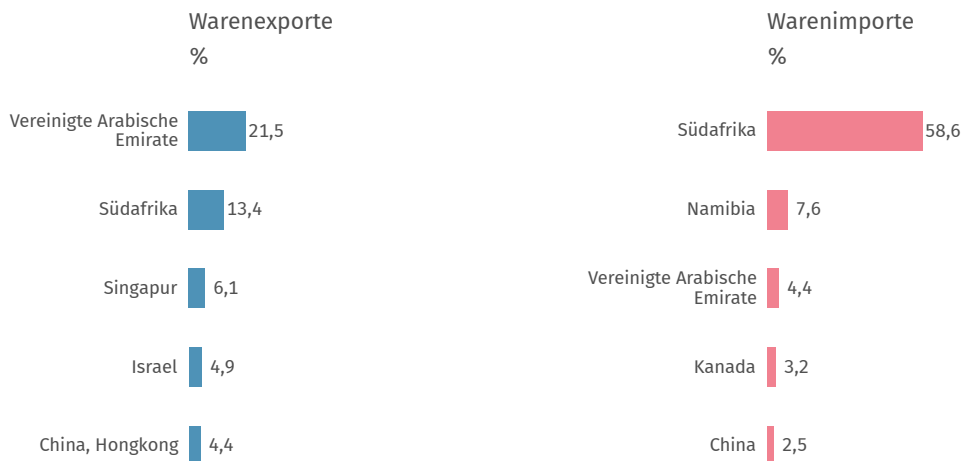 Warenexporte
%
Vereinigte Arabische
Emirate
21,5
Südafrika
13,4
Singapur
6,1
Israel
4,9
China, Hongkong
4,4
Warenimporte
%
Südafrika
58,6
Namibia
7,6
Vereinigte Arabische
Emirate
4,4
Kanada
3,2
China
2,5